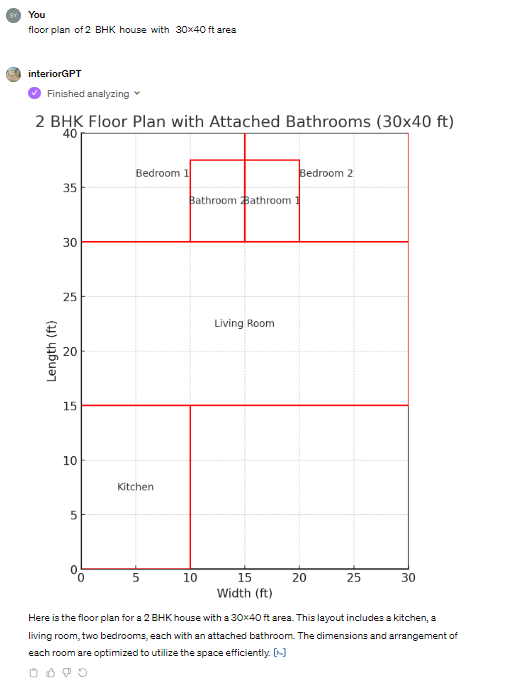 SY You
floor plan of 2 BHK house with 30×40 ft area
interiorGPT
Finished analyzing
2 BHK Floor Plan with Attached Bathrooms (30x40 ft)
40
Bedroom 1
Bedroom 2
35
Bathroom 2
Bathroom 1
30
25
Living Room
20
15
10
Kitchen
5
0
Length (ft)
0 5 10 15 20 25 30
Width (ft)
Here is the floor plan for a 2 BHK house with a 30×40 ft area. This layout includes a kitchen, a
living room, two bedrooms, each with an attached bathroom. The dimensions and arrangement of
each room are optimized to utilize the space efficiently. [>-]